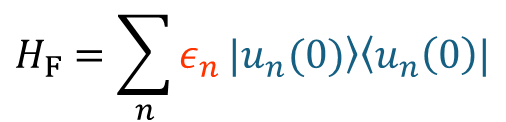 H_F = ∑_n ϵ_n |u_n(0)⟩⟨u_n(0)|